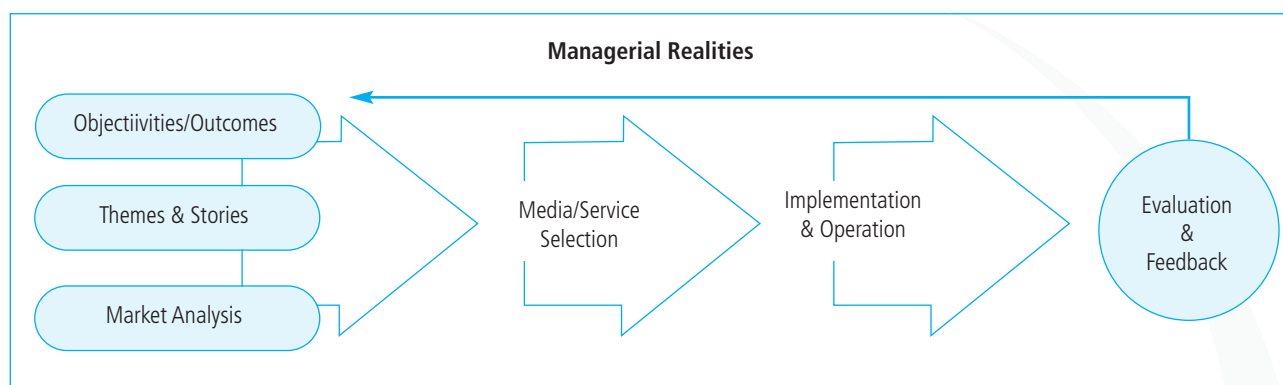 Managerial Realities
Objectiivities/Outcomes
Themes & Stories
Market Analysis
Media/Service
Selection
Implementation
& Operation
Evaluation
&
Feedback